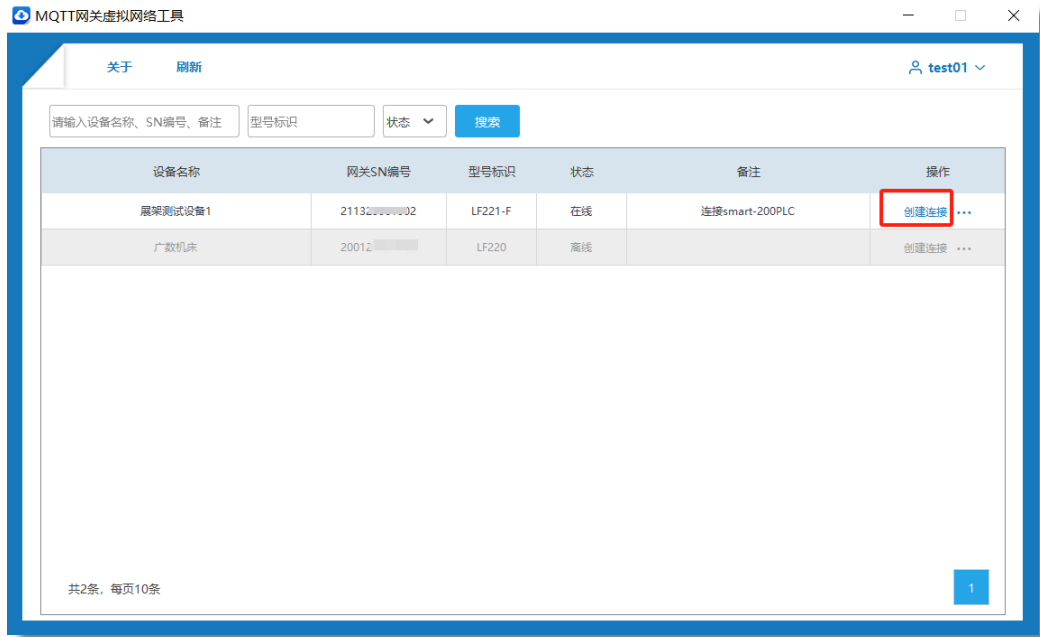 MQTT网关虚拟网络工具
关于 刷新 test01
请输入设备名称、SN编号、备注 型号标识 状态 搜索
设备名称 网关SN编号 型号标识 状态 备注 操作
展架测试设备1 LF221-F 在线 连接smart-200PLC 创建连接 ...
广数机床 LF220 离线 创建连接 ...
共2条，每页10条 1